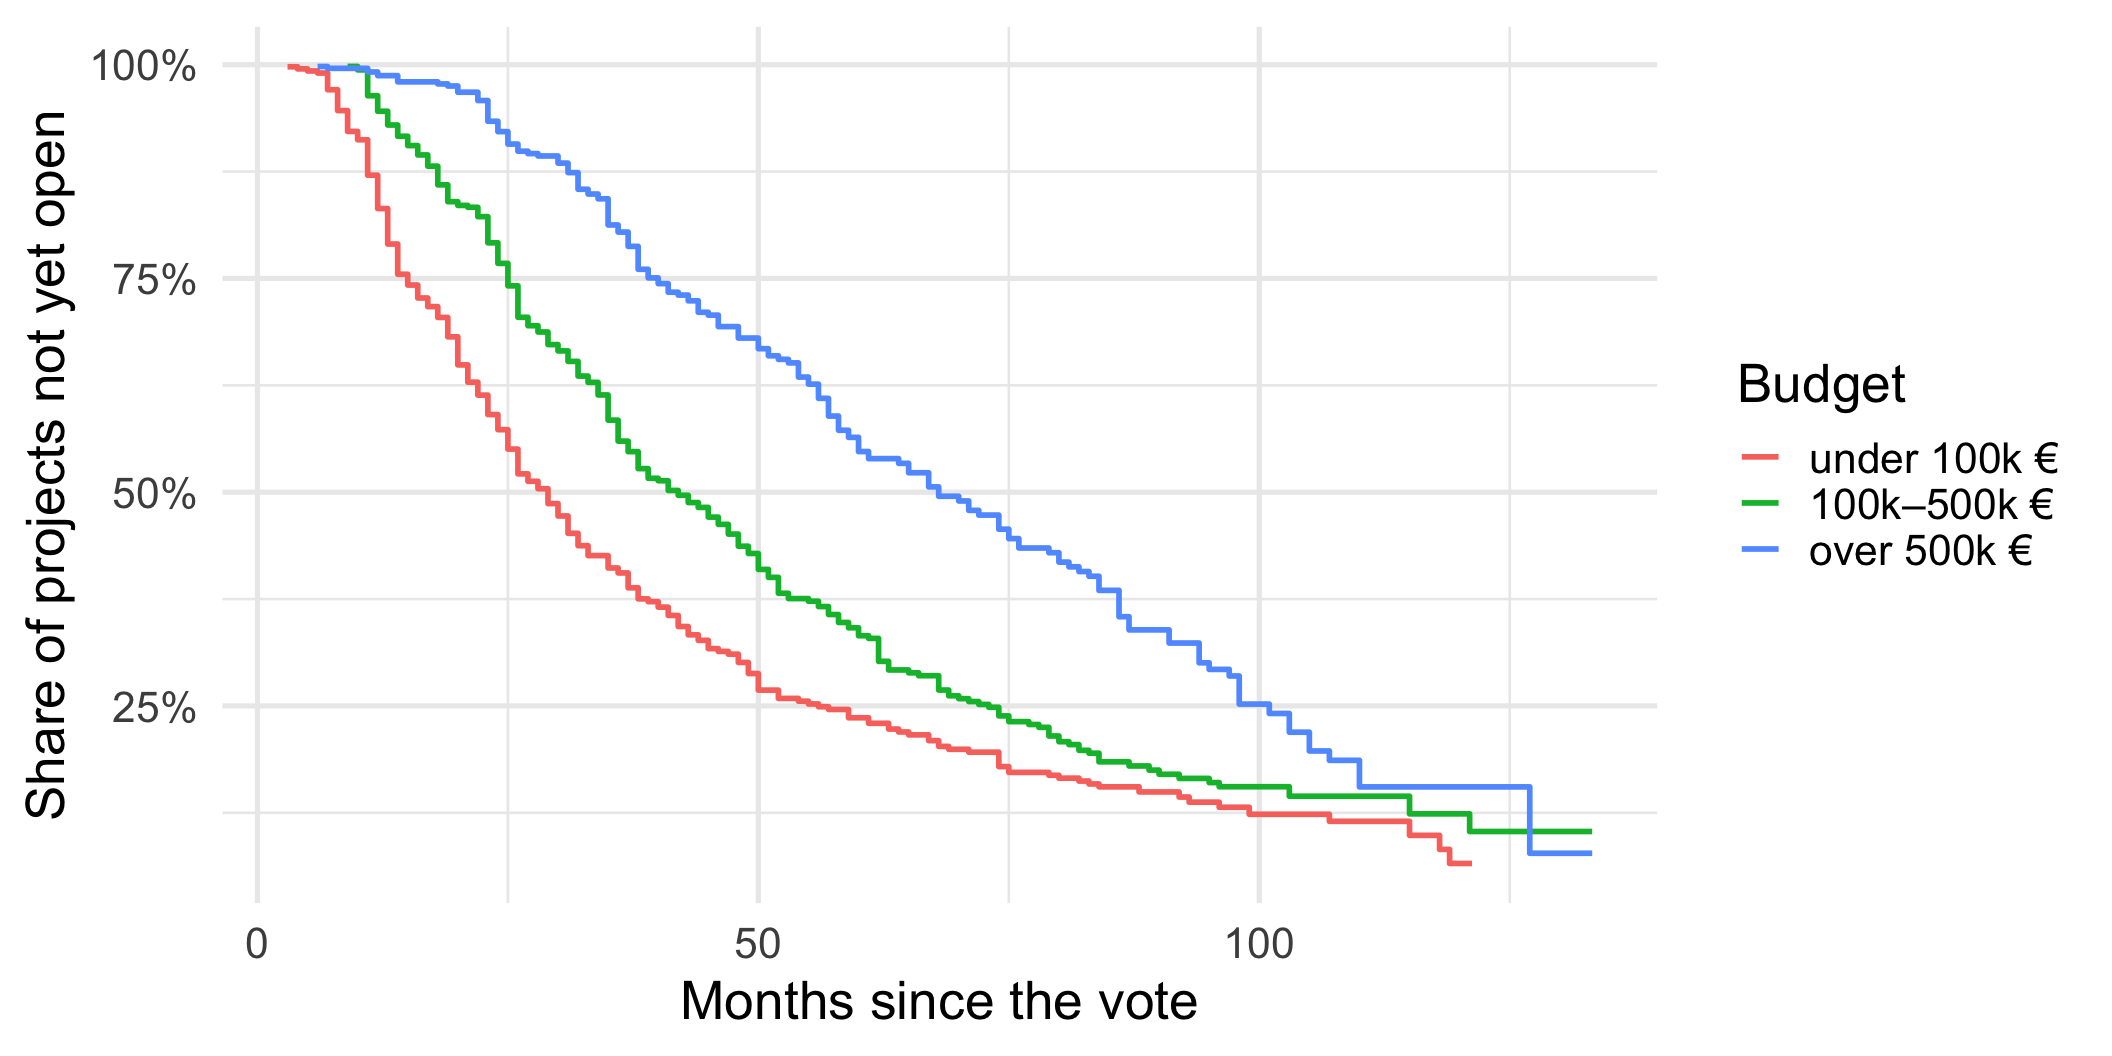 100%
75%
50%
25%
Share of projects not yet open
0
50
100
Months since the vote
Budget
under 100k €
100k–500k €
over 500k €